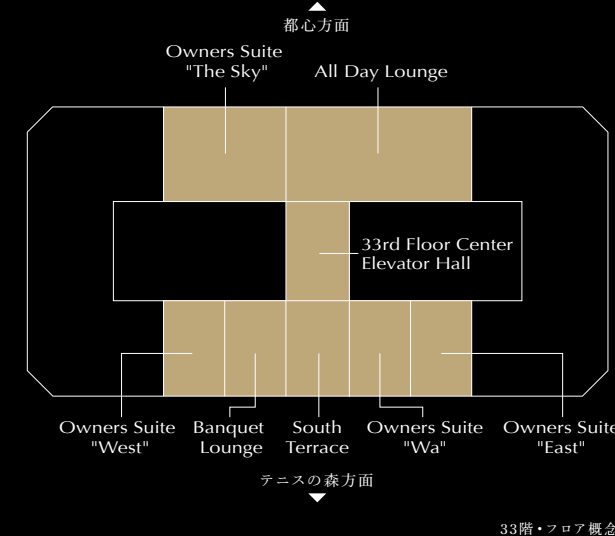 都心方面
Owners Suite
"The Sky"
All Day Lounge
33rd Floor Center
Elevator Hall
Owners Suite
"West"
Banquet
Lounge
South
Terrace
Owners Suite
"Wa"
Owners Suite
"East"
テニスの森方面
33階・フロア概念